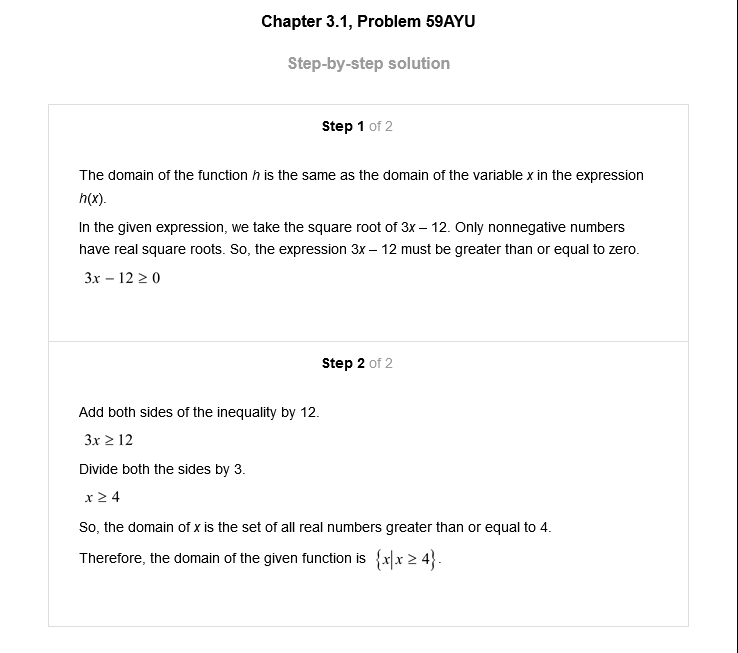 Chapter 3.1, Problem 59AYU
Step-by-step solution
Step 1 of 2
The domain of the function h is the same as the domain of the variable x in the expression
h(x).
In the given expression, we take the square root of 3x – 12. Only nonnegative numbers
have real square roots. So, the expression 3x – 12 must be greater than or equal to zero.
3x − 12 ≥ 0
Step 2 of 2
Add both sides of the inequality by 12.
3x ≥ 12
Divide both the sides by 3.
x ≥ 4
So, the domain of x is the set of all real numbers greater than or equal to 4.
Therefore, the domain of the given function is {x|x ≥ 4}.